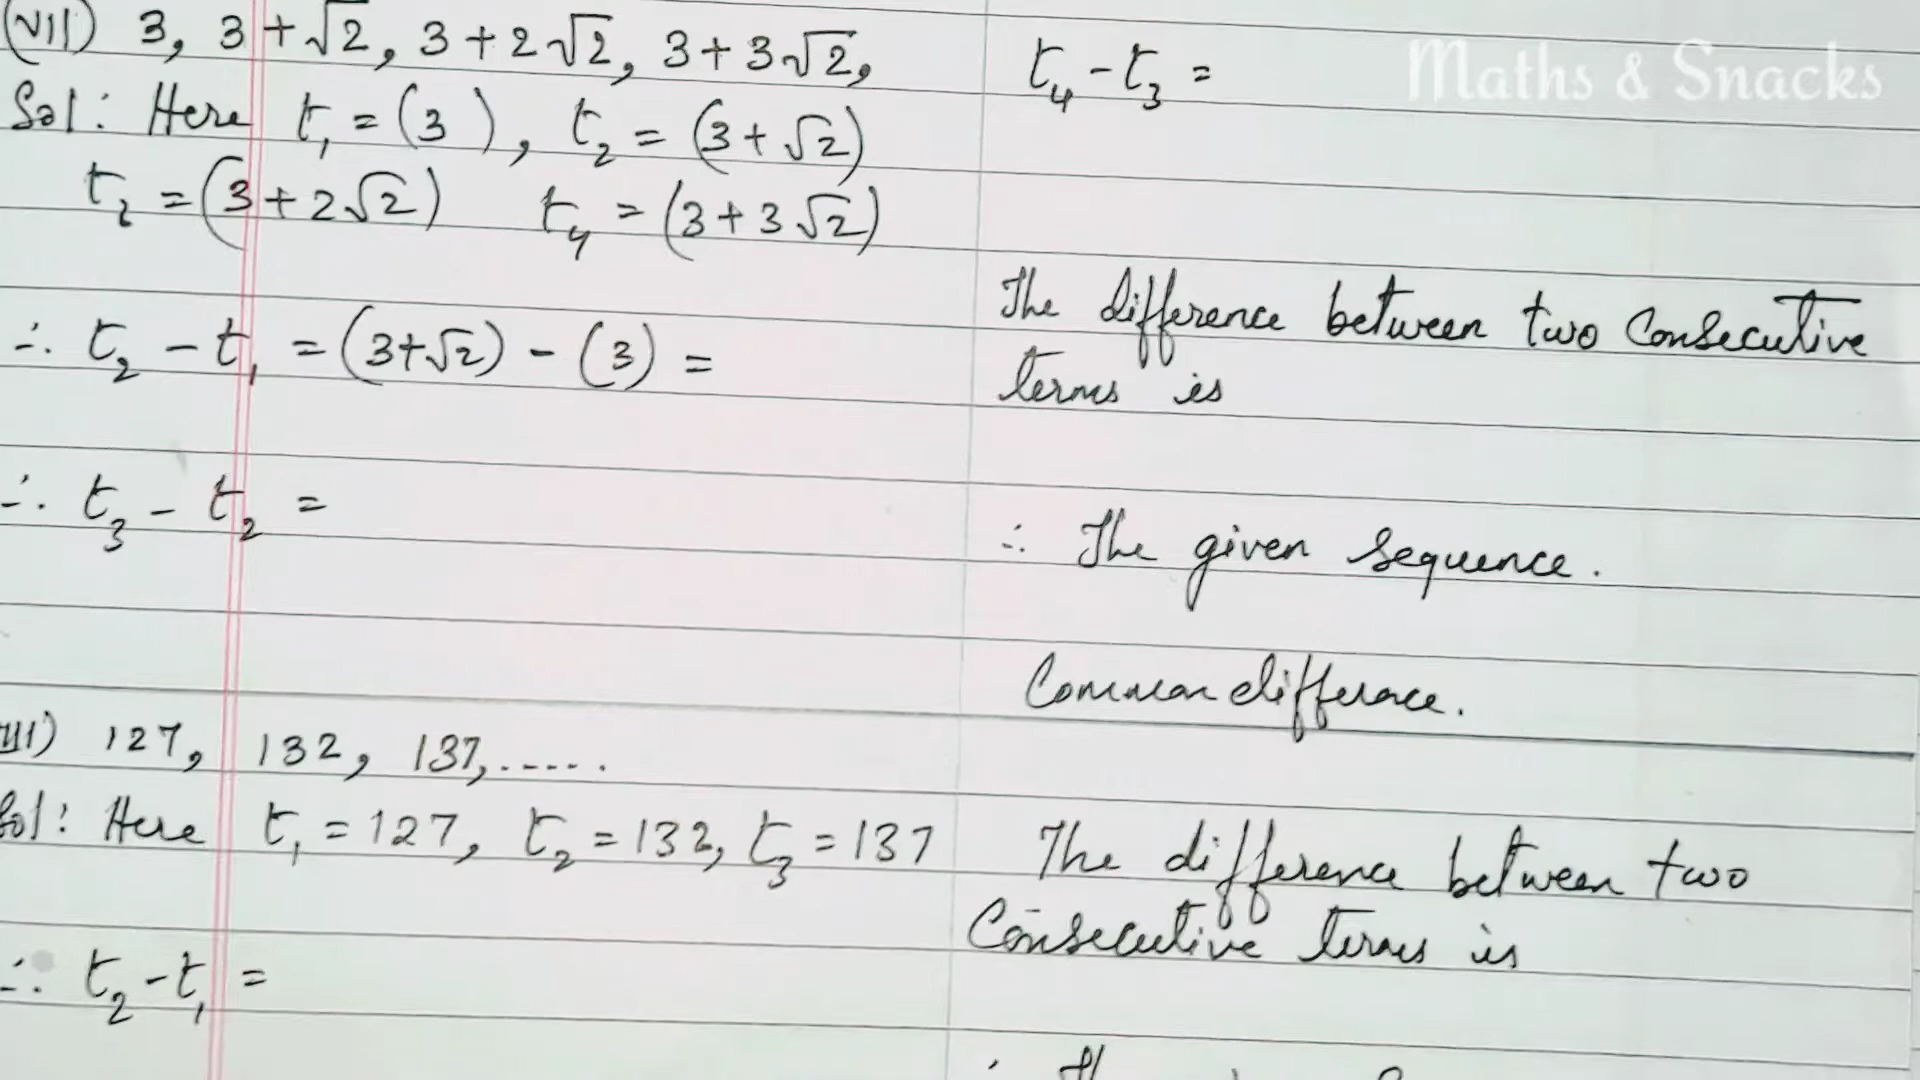 (VII) 3, 3 + √2, 3 + 2√2, 3 + 3√2,
Sol: Here t₁ = (3 ), t₂ = (3 + √2)
t₂ = (3 + 2√2) t₄ = (3 + 3√2)
∴ t₂ - t₁ = (3+√2) - (3) =
∴ t₃ - t₂ =
VIII) 127, 132, 137,.....
Sol: Here t₁ = 127, t₂ = 132, t₃ = 137
∴ t₂ - t₁ =
Maths & Snacks
t₄ - t₃ =
The difference between two Consecutive
terms is
∴ The given sequence.
Common difference.
The difference between two
Consecutive terms is